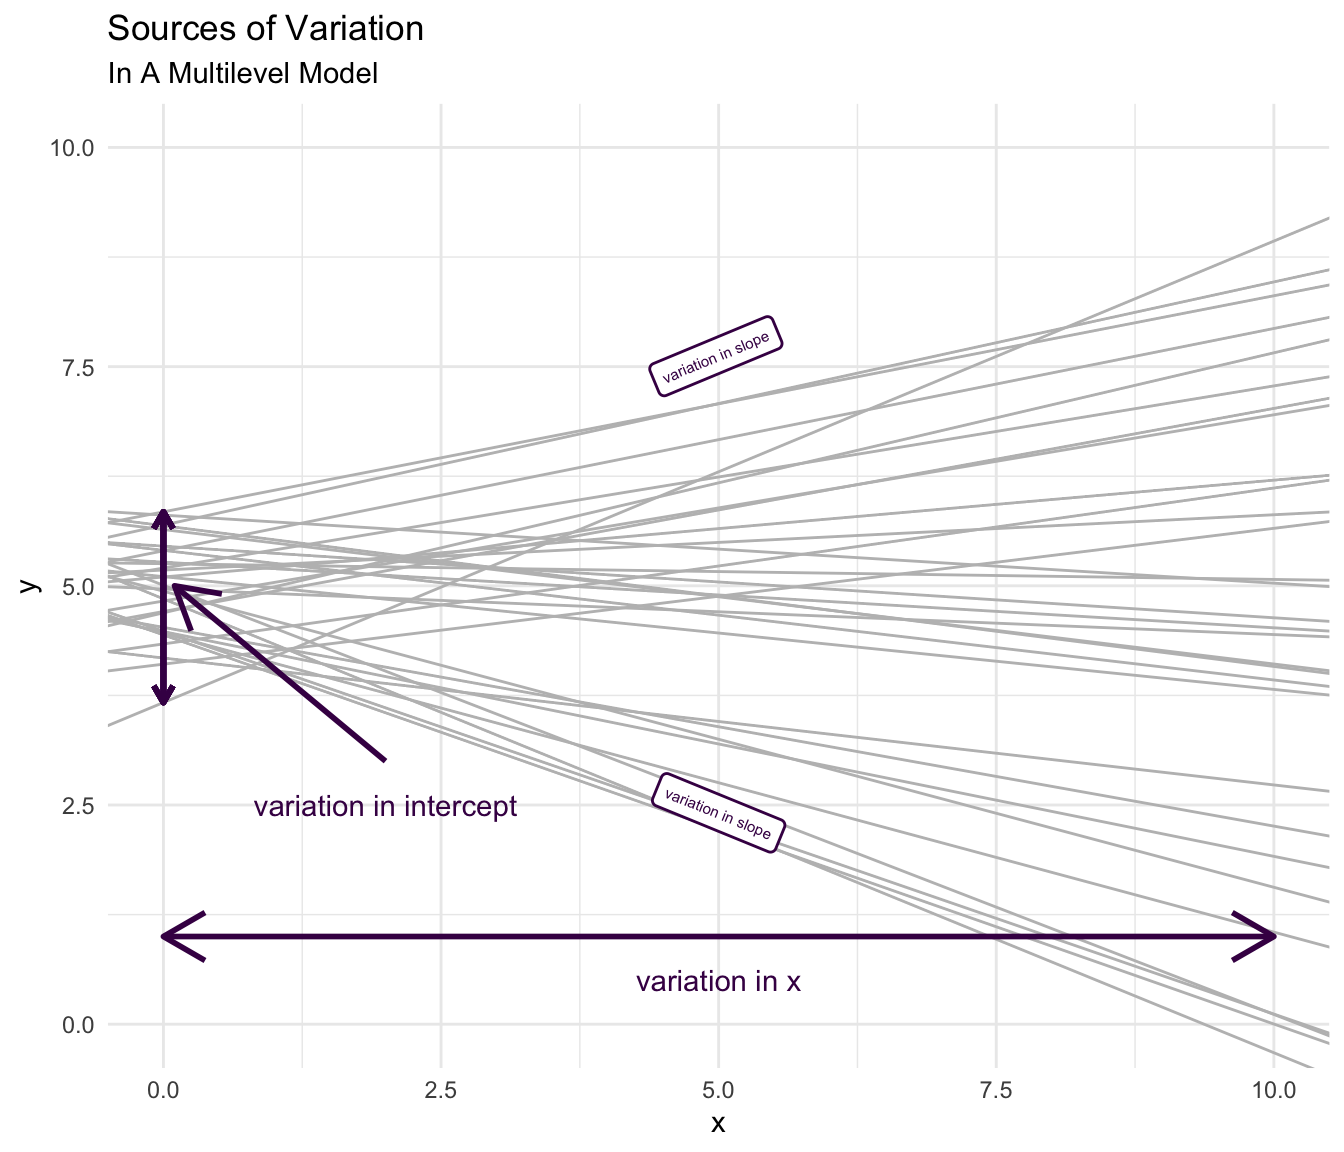 Sources of Variation
In A Multilevel Model
10.0
7.5
5.0
2.5
0.0
y
variation in slope
variation in intercept
variation in slope
variation in x
0.0 2.5 5.0 7.5 10.0
x